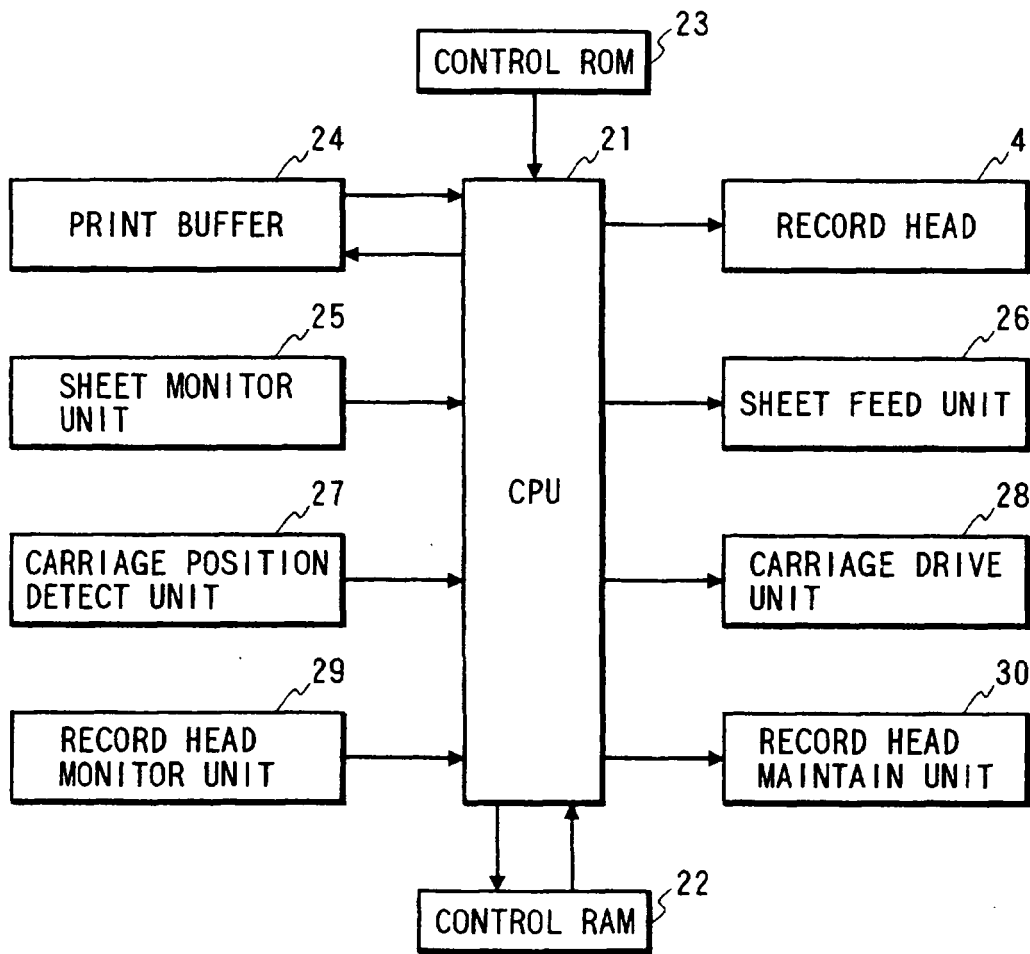 23
CONTROL ROM
24
21
4
PRINT BUFFER
RECORD HEAD
25
26
SHEET MONITOR
UNIT
SHEET FEED UNIT
CPU
27
28
CARRIAGE POSITION
DETECT UNIT
CARRIAGE DRIVE
UNIT
29
30
RECORD HEAD
MONITOR UNIT
RECORD HEAD
MAINTAIN UNIT
22
CONTROL RAM